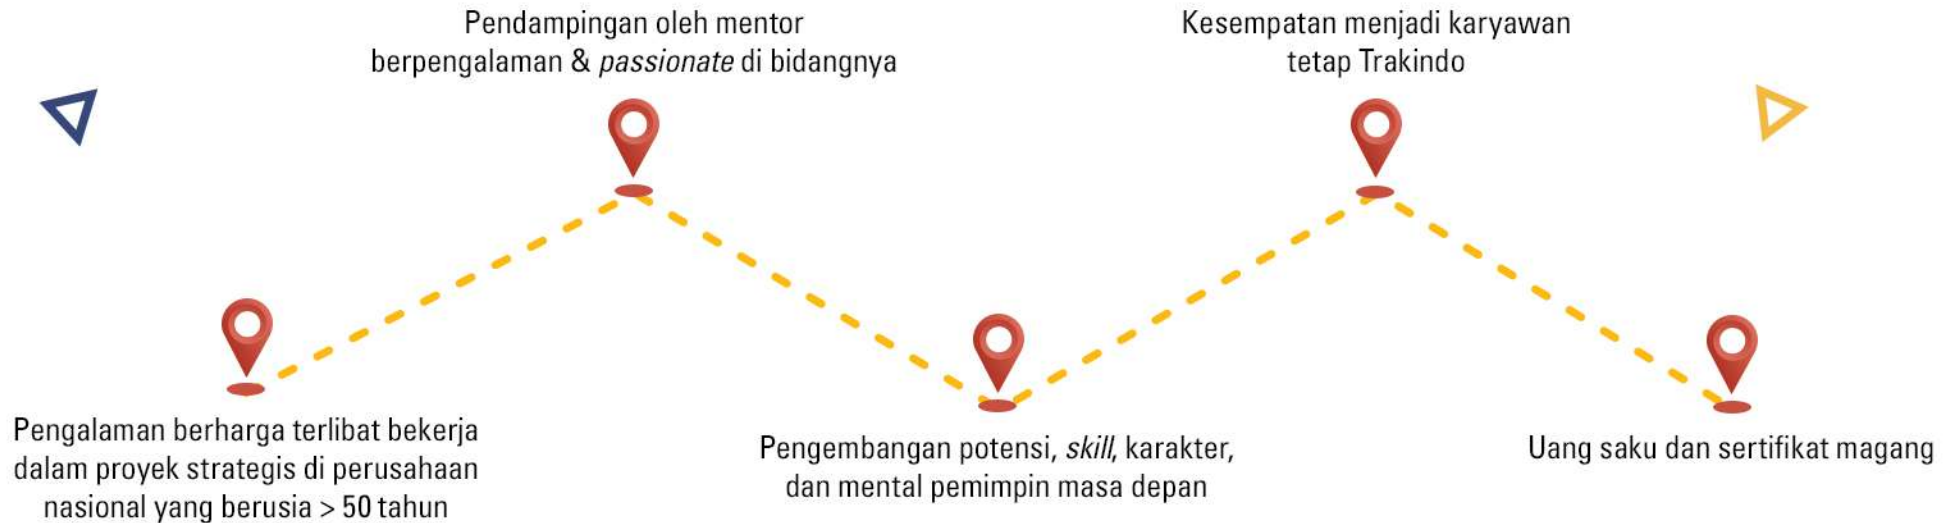 Pendampingan oleh mentor
berpengalaman & passionate di bidangnya
Kesempatan menjadi karyawan
tetap Trakindo
Pengalaman berharga terlibat bekerja
dalam proyek strategis di perusahaan
nasional yang berusia > 50 tahun
Pengembangan potensi, skill, karakter,
dan mental pemimpin masa depan
Uang saku dan sertifikat magang